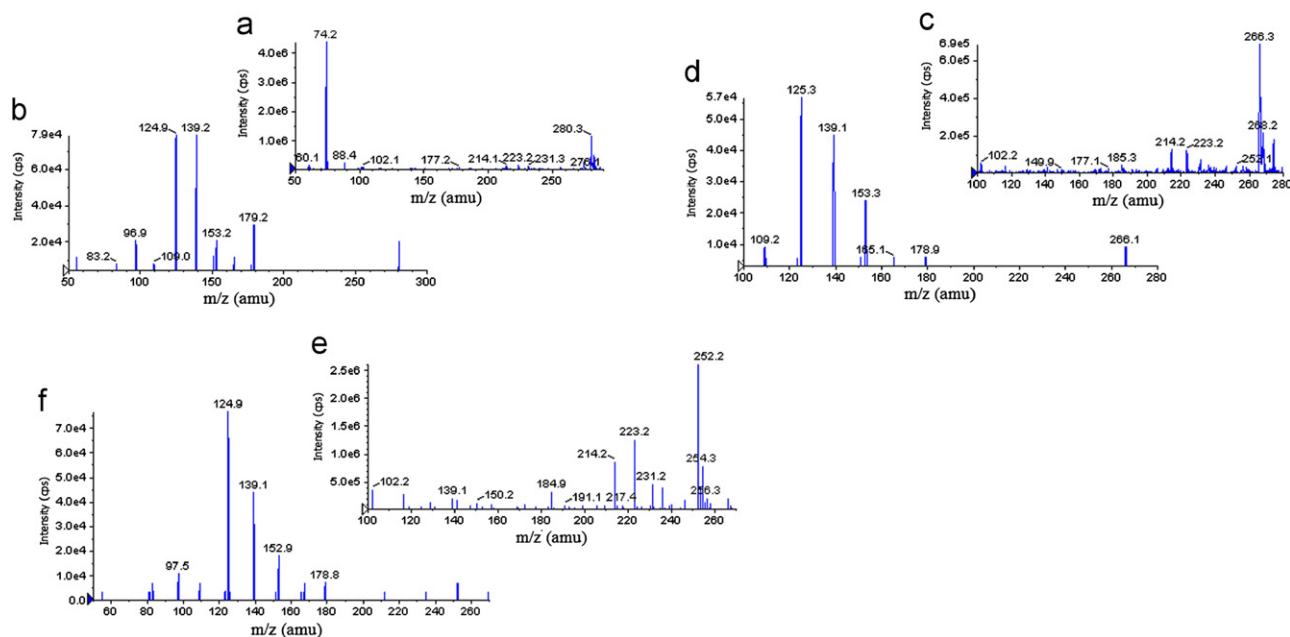 a
Intensity (cps)
4.0e6
3.0e6
2.0e6
1.0e6
74.2
60.1
88.4
102.1
177.2
214.1
223.2
231.3
280.3
50 100 150 200 250
m/z (amu)
b
Intensity (cps)
7.9e4
6.0e4
4.0e4
2.0e4
83.2
96.9
109.0
124.9
139.2
153.2
179.2
50 100 150 200 250 300
m/z (amu)
c
Intensity (cps)
6.9e5
6.0e5
4.0e5
2.0e5
102.2
149.9
177.1
185.3
214.2
223.2
252.1
266.3
268.2
100 120 140 160 180 200 220 240 260 280
m/z (amu)
d
Intensity (cps)
5.7e4
5.0e4
4.0e4
3.0e4
2.0e4
1.0e4
109.2
125.3
139.1
153.3
165.1
178.9
266.1
100 120 140 160 180 200 220 240 260 280
m/z (amu)
e
Intensity (cps)
2.5e6
2.0e6
1.5e6
1.0e6
5.0e5
0.0
102.2
139.1
150.2
184.9
191.1
214.2
217.4
223.2
231.2
252.2
254.3
256.3
100 120 140 160 180 200 220 240 260
m/z (amu)
f
Intensity (cps)
7.0e4
6.0e4
5.0e4
4.0e4
3.0e4
2.0e4
1.0e4
0.0
97.5
124.9
139.1
152.9
178.8
60 80 100 120 140 160 180 200 220 240 260
m/z (amu)